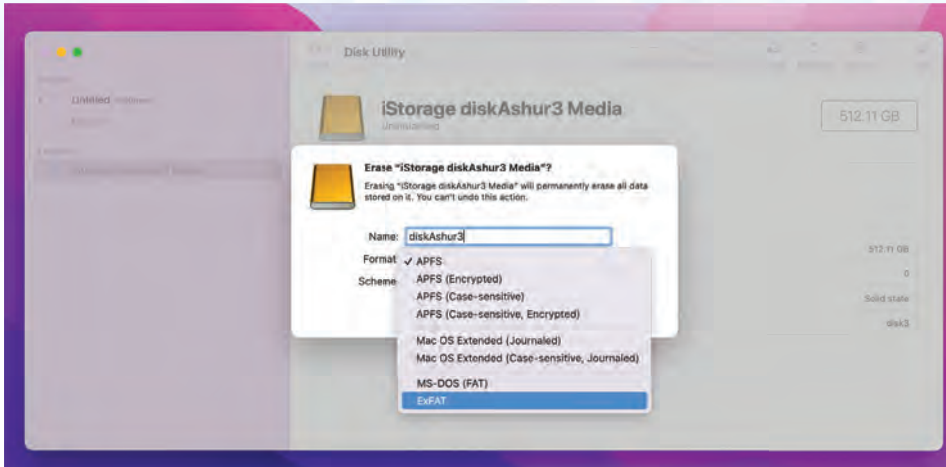 Disk Utility
Untitled
iStorage diskAshur3 Media
Uninitialised
512.11 GB
Erase "iStorage diskAshur3 Media"?
Erasing "iStorage diskAshur3 Media" will permanently erase all data
stored on it. You can't undo this action.
Name: diskAshur3
Format ✓ APFS
Scheme APFS (Encrypted)
APFS (Case-sensitive)
APFS (Case-sensitive, Encrypted)
Mac OS Extended (Journaled)
Mac OS Extended (Case-sensitive, Journaled)
MS-DOS (FAT)
ExFAT
512.11 GB
0
Solid state
disk3